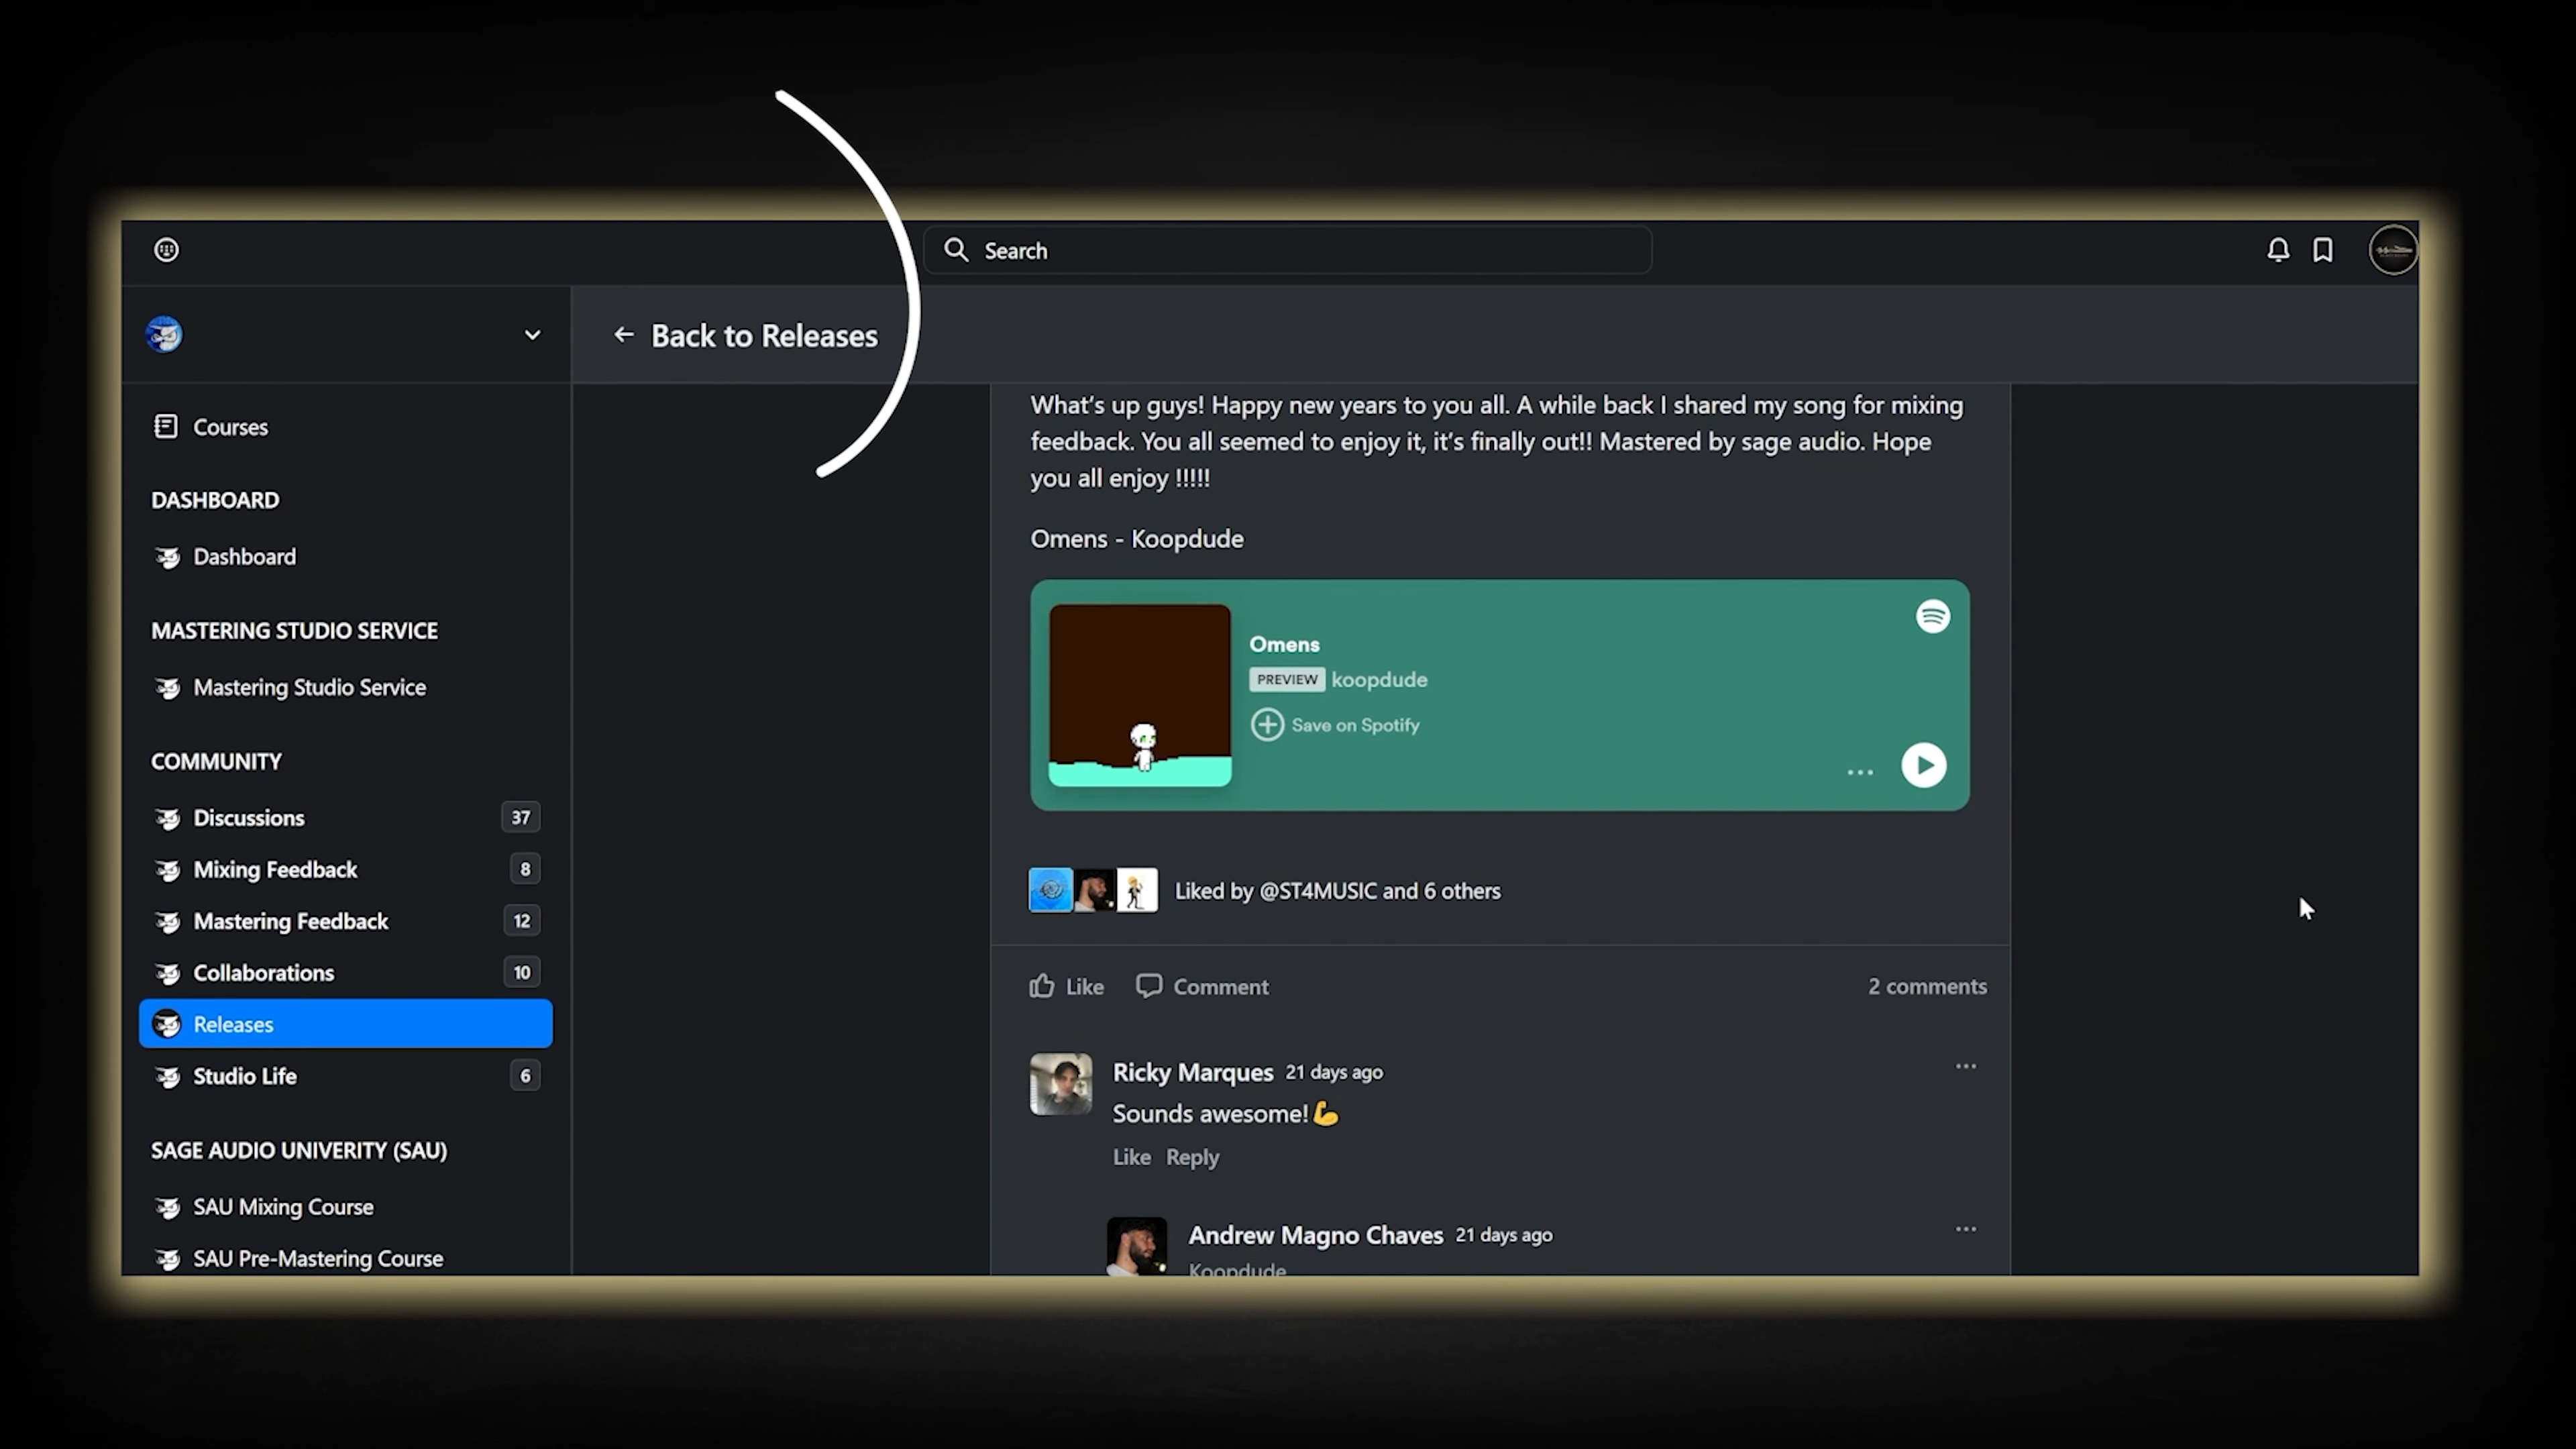 Search
Back to Releases
Courses
DASHBOARD
Dashboard
MASTERING STUDIO SERVICE
Mastering Studio Service
COMMUNITY
Discussions 37
Mixing Feedback 8
Mastering Feedback 12
Collaborations 10
Releases
Studio Life 6
SAGE AUDIO UNIVERITY (SAU)
SAU Mixing Course
SAU Pre-Mastering Course
What's up guys! Happy new years to you all. A while back I shared my song for mixing
feedback. You all seemed to enjoy it, it's finally out!! Mastered by sage audio. Hope
you all enjoy !!!!!
Omens - Koopdude
Omens
PREVIEW koopdude
Save on Spotify
Liked by @ST4MUSIC and 6 others
Like Comment 2 comments
Ricky Marques 21 days ago
Sounds awesome!💪
Like Reply
Andrew Magno Chaves 21 days ago
Koopdude